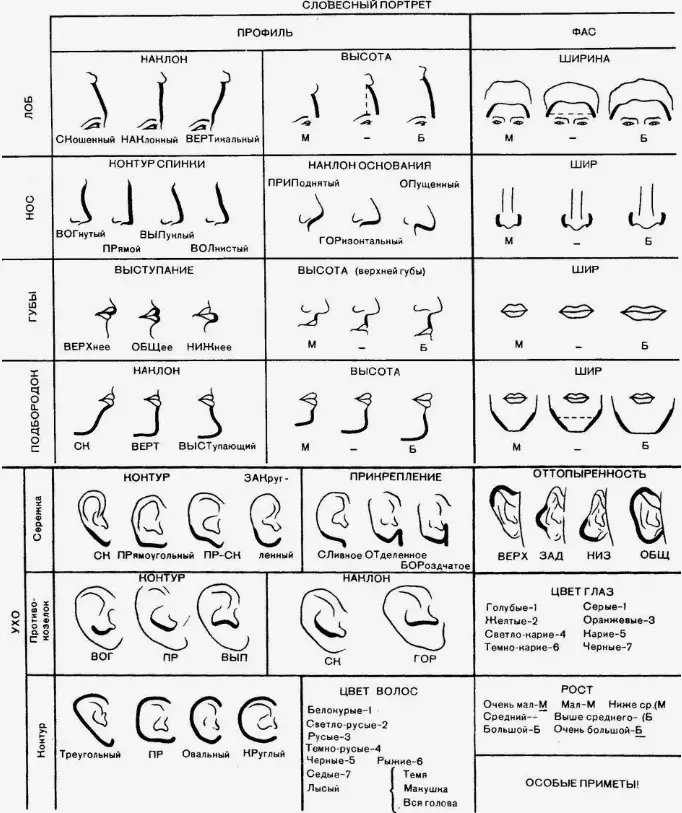 СЛОВЕСНЫЙ ПОРТРЕТ
ПРОФИЛЬ
ФАС
ЛОБ
НАКЛОН
ВЫСОТА
ШИРИНА
СКошенный НАКлонный ВЕРТикальный
М – Б
М – Б
НОС
КОНТУР СПИНКИ
НАКЛОН ОСНОВАНИЯ
ШИР
ПРИПоднятый ОПущенный
ВОГнутый ВЫПуклый
ПРямой ВОЛнистый
ГОРизонтальный
М – Б
ГУБЫ
ВЫСТУПАНИЕ
ВЫСОТА (верхней губы)
ШИР
ВЕРХнее ОБЩее НИЖнее
М – Б
М – Б
ПОДБОРОДОК
НАКЛОН
ВЫСОТА
ШИР
СК ВЕРТ ВЫСТупающий
М – Б
М – Б
УХО
Сережка
КОНТУР ЗАКруг-
ПРИКРЕПЛЕНИЕ
ОТТОПЫРЕННОСТЬ
СК ПРямоугольный ПР-СК ленный
СЛивное ОТделенное
БОРоздчатое
ВЕРХ ЗАД НИЗ ОБЩ
Противо-
козелок
КОНТУР
НАКЛОН
ВОГ ПР ВЫП
СК ГОР
ЦВЕТ ГЛАЗ
Голубые-1 Серые-1
Желтые-2 Оранжевые-3
Светло-карие-4 Карие-5
Темно-карие-6 Черные-7
Контур
Треугольный ПР Овальный КРуглый
ЦВЕТ ВОЛОС
Белокурые-1
Светло-русые-2
Русые-3
Темно-русые-4
Черные-5 Рыжие-6
Седые-7
Лысый
Темя
Макушка
Вся голова
РОСТ
Очень мал-М Мал-М Ниже ср.(М
Средний-- Выше среднего- (Б
Большой-Б Очень большой-Б
ОСОБЫЕ ПРИМЕТЫ!